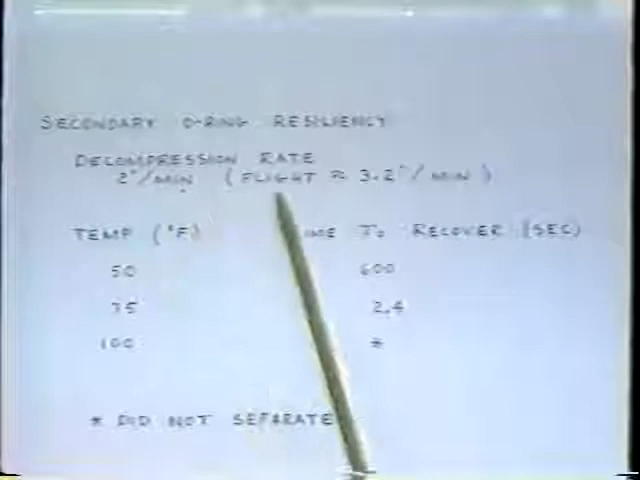 SECONDARY O-RING RESILIENCY
DECOMPRESSION RATE
2"/MIN (FLIGHT ≈ 3.2"/MIN)
TEMP (°F) TO RECOVER (SEC)
50 600
75 2.4
100 *
* DID NOT SEPARATE